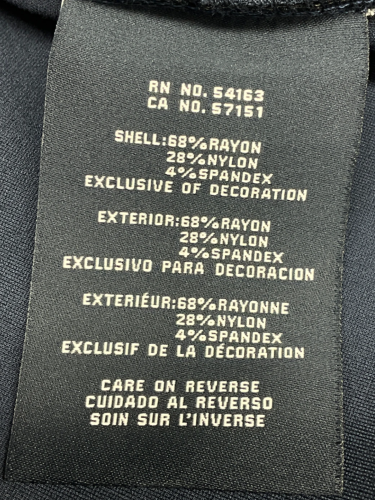 RN NO. 54163
CA NO. 57151
SHELL:68%RAYON
28%NYLON
4%SPANDEX
EXCLUSIVE OF DECORATION
EXTERIOR:68%RAYON
28%NYLON
4%SPANDEX
EXCLUSIVO PARA DECORACION
EXTERIÉUR:68%RAYONNE
28%NYLON
4%SPANDEX
EXCLUSIF DE LA DÉCORATION
CARE ON REVERSE
CUIDADO AL REVERSO
SOIN SUR L'INVERSE